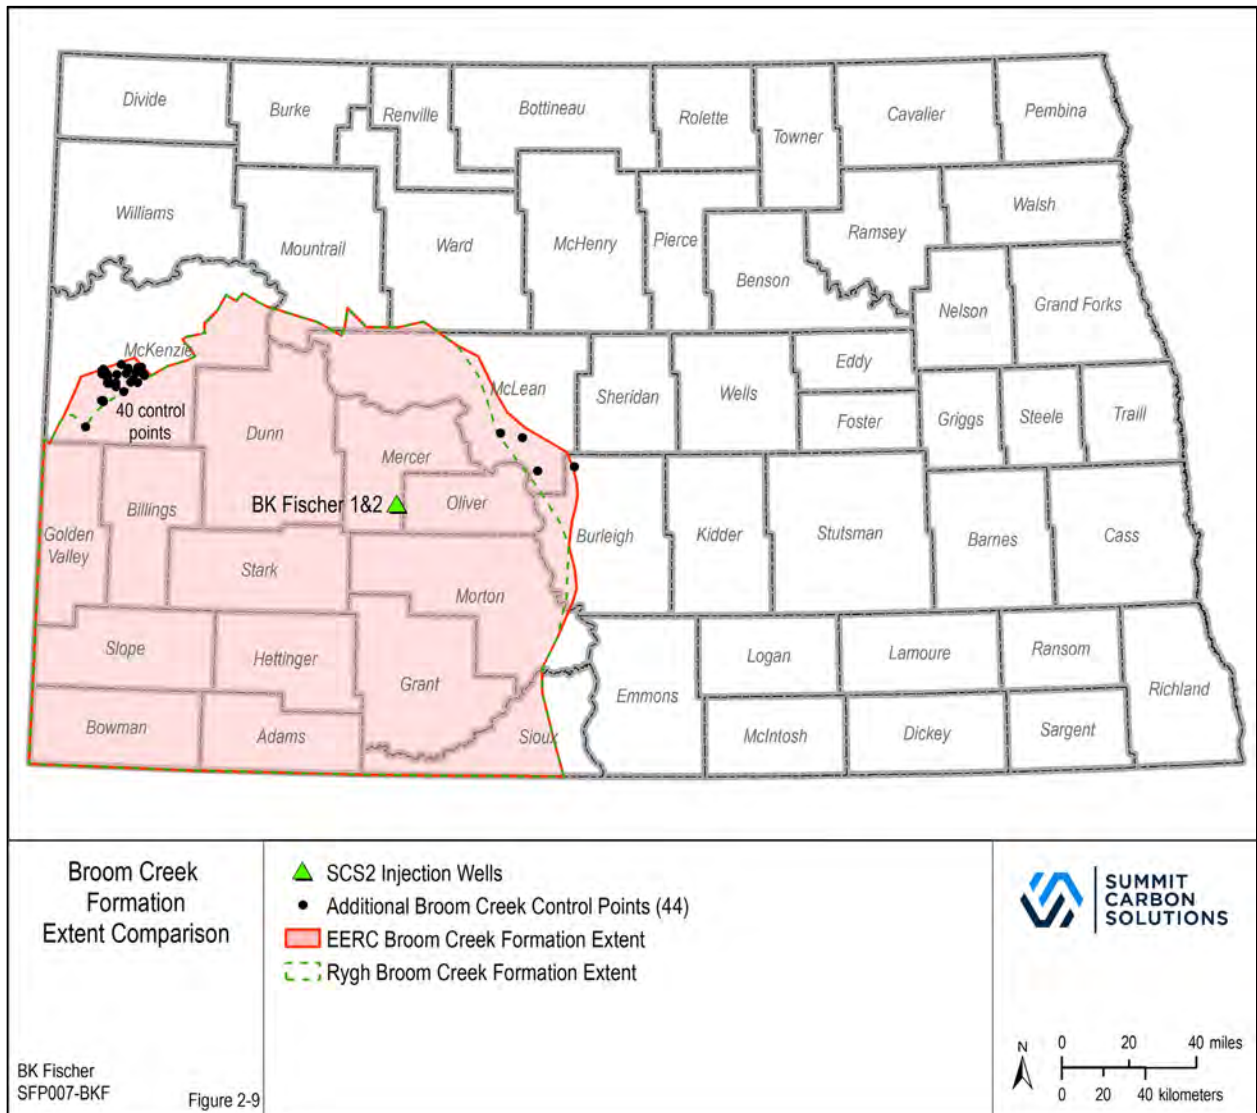 Divide
Burke
Renville
Bottineau
Rolette
Towner
Cavalier
Pembina
Williams
Mountrail
Ward
McHenry
Pierce
Benson
Ramsey
Walsh
Nelson
Grand Forks
McKenzie
40 control
points
Dunn
McLean
Sheridan
Wells
Eddy
Foster
Griggs
Steele
Traill
Mercer
Oliver
BK Fischer 1&2
Golden
Valley
Billings
Stark
Morton
Burleigh
Kidder
Stutsman
Barnes
Cass
Slope
Hettinger
Grant
Bowman
Adams
Sioux
Emmons
Logan
Lamoure
Ransom
Richland
McIntosh
Dickey
Sargent
Broom Creek
Formation
Extent Comparison
BK Fischer
SFP007-BKF
Figure 2-9
SCS2 Injection Wells
Additional Broom Creek Control Points (44)
EERC Broom Creek Formation Extent
Rygh Broom Creek Formation Extent
SUMMIT
CARBON
SOLUTIONS
N
0 20 40 miles
0 20 40 kilometers